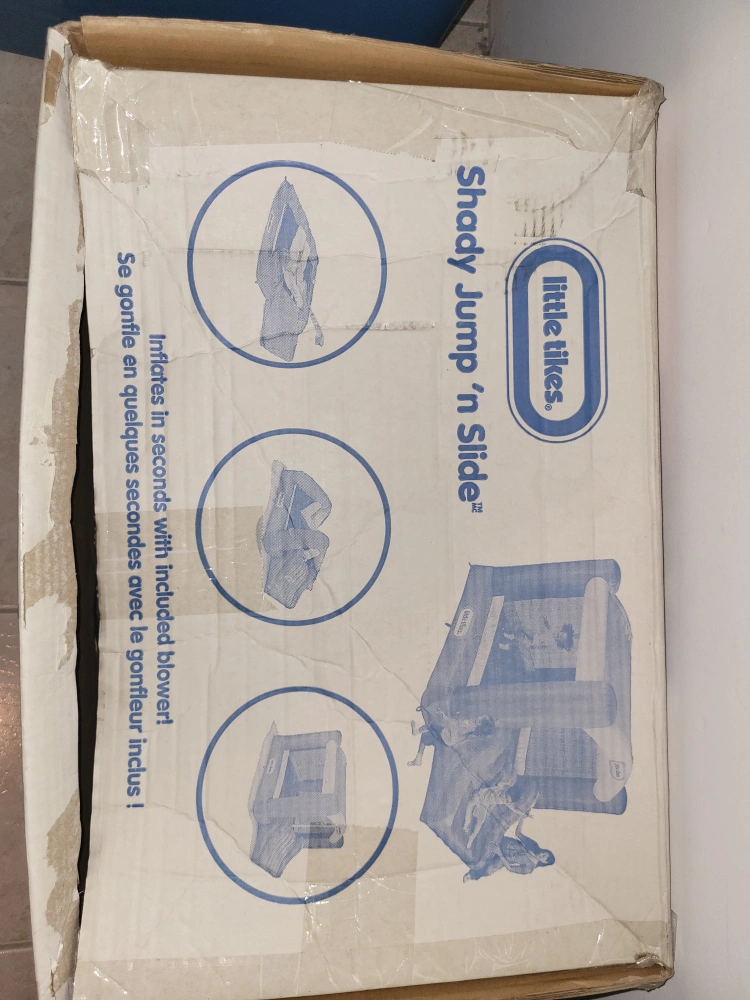 little tikes®
Shady Jump 'n Slide™
MC
Inflates in seconds with included blower!
Se gonfle en quelques secondes avec le gonfleur inclus !